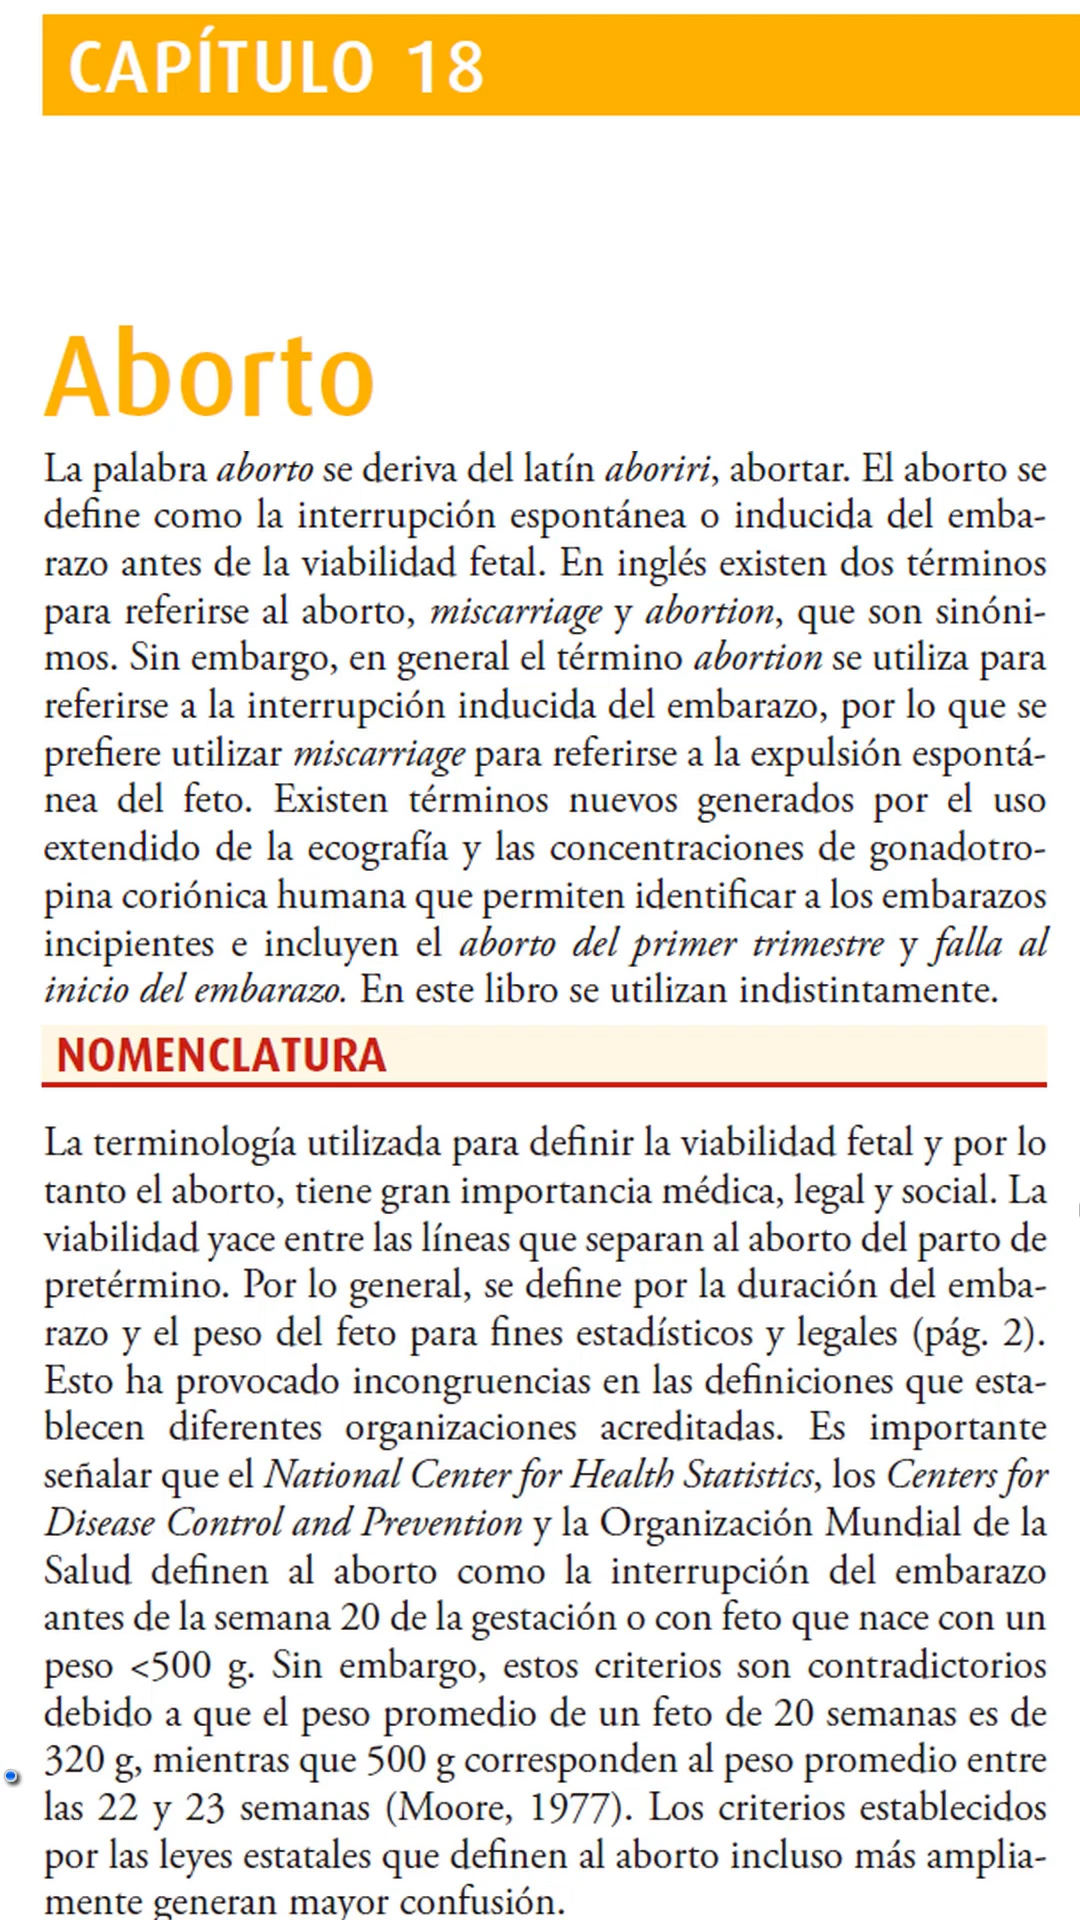 CAPÍTULO 18
Aborto
La palabra aborto se deriva del latín aboriri, abortar. El aborto se
define como la interrupción espontánea o inducida del emba-
razo antes de la viabilidad fetal. En inglés existen dos términos
para referirse al aborto, miscarriage y abortion, que son sinóni-
mos. Sin embargo, en general el término abortion se utiliza para
referirse a la interrupción inducida del embarazo, por lo que se
prefiere utilizar miscarriage para referirse a la expulsión espontá-
nea del feto. Existen términos nuevos generados por el uso
extendido de la ecografía y las concentraciones de gonadotro-
pina coriónica humana que permiten identificar a los embarazos
incipientes e incluyen el aborto del primer trimestre y falla al
inicio del embarazo. En este libro se utilizan indistintamente.
NOMENCLATURA
La terminología utilizada para definir la viabilidad fetal y por lo
tanto el aborto, tiene gran importancia médica, legal y social. La
viabilidad yace entre las líneas que separan al aborto del parto de
pretérmino. Por lo general, se define por la duración del emba-
razo y el peso del feto para fines estadísticos y legales (pág. 2).
Esto ha provocado incongruencias en las definiciones que esta-
blecen diferentes organizaciones acreditadas. Es importante
señalar que el National Center for Health Statistics, los Centers for
Disease Control and Prevention y la Organización Mundial de la
Salud definen al aborto como la interrupción del embarazo
antes de la semana 20 de la gestación o con feto que nace con un
peso <500 g. Sin embargo, estos criterios son contradictorios
debido a que el peso promedio de un feto de 20 semanas es de
320 g, mientras que 500 g corresponden al peso promedio entre
las 22 y 23 semanas (Moore, 1977). Los criterios establecidos
por las leyes estatales que definen al aborto incluso más amplia-
mente generan mayor confusión.